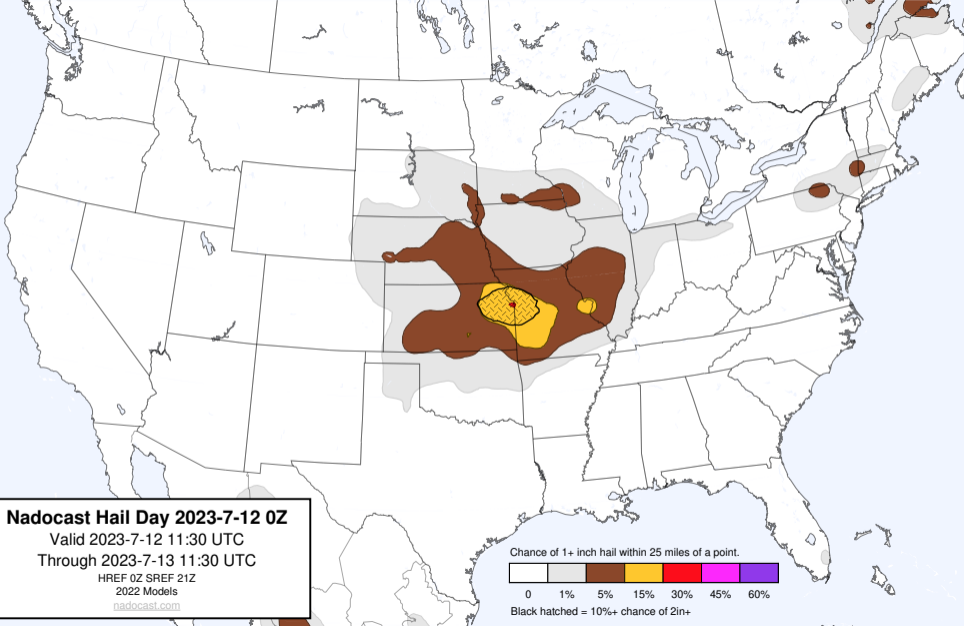 Nadocast Hail Day 2023-7-12 0Z
Valid 2023-7-12 11:30 UTC
Through 2023-7-13 11:30 UTC
HREF 0Z SREF 21Z
2022 Models
nadocast.com
Chance of 1+ inch hail within 25 miles of a point.
0 1% 5% 15% 30% 45% 60%
Black hatched = 10%+ chance of 2in+